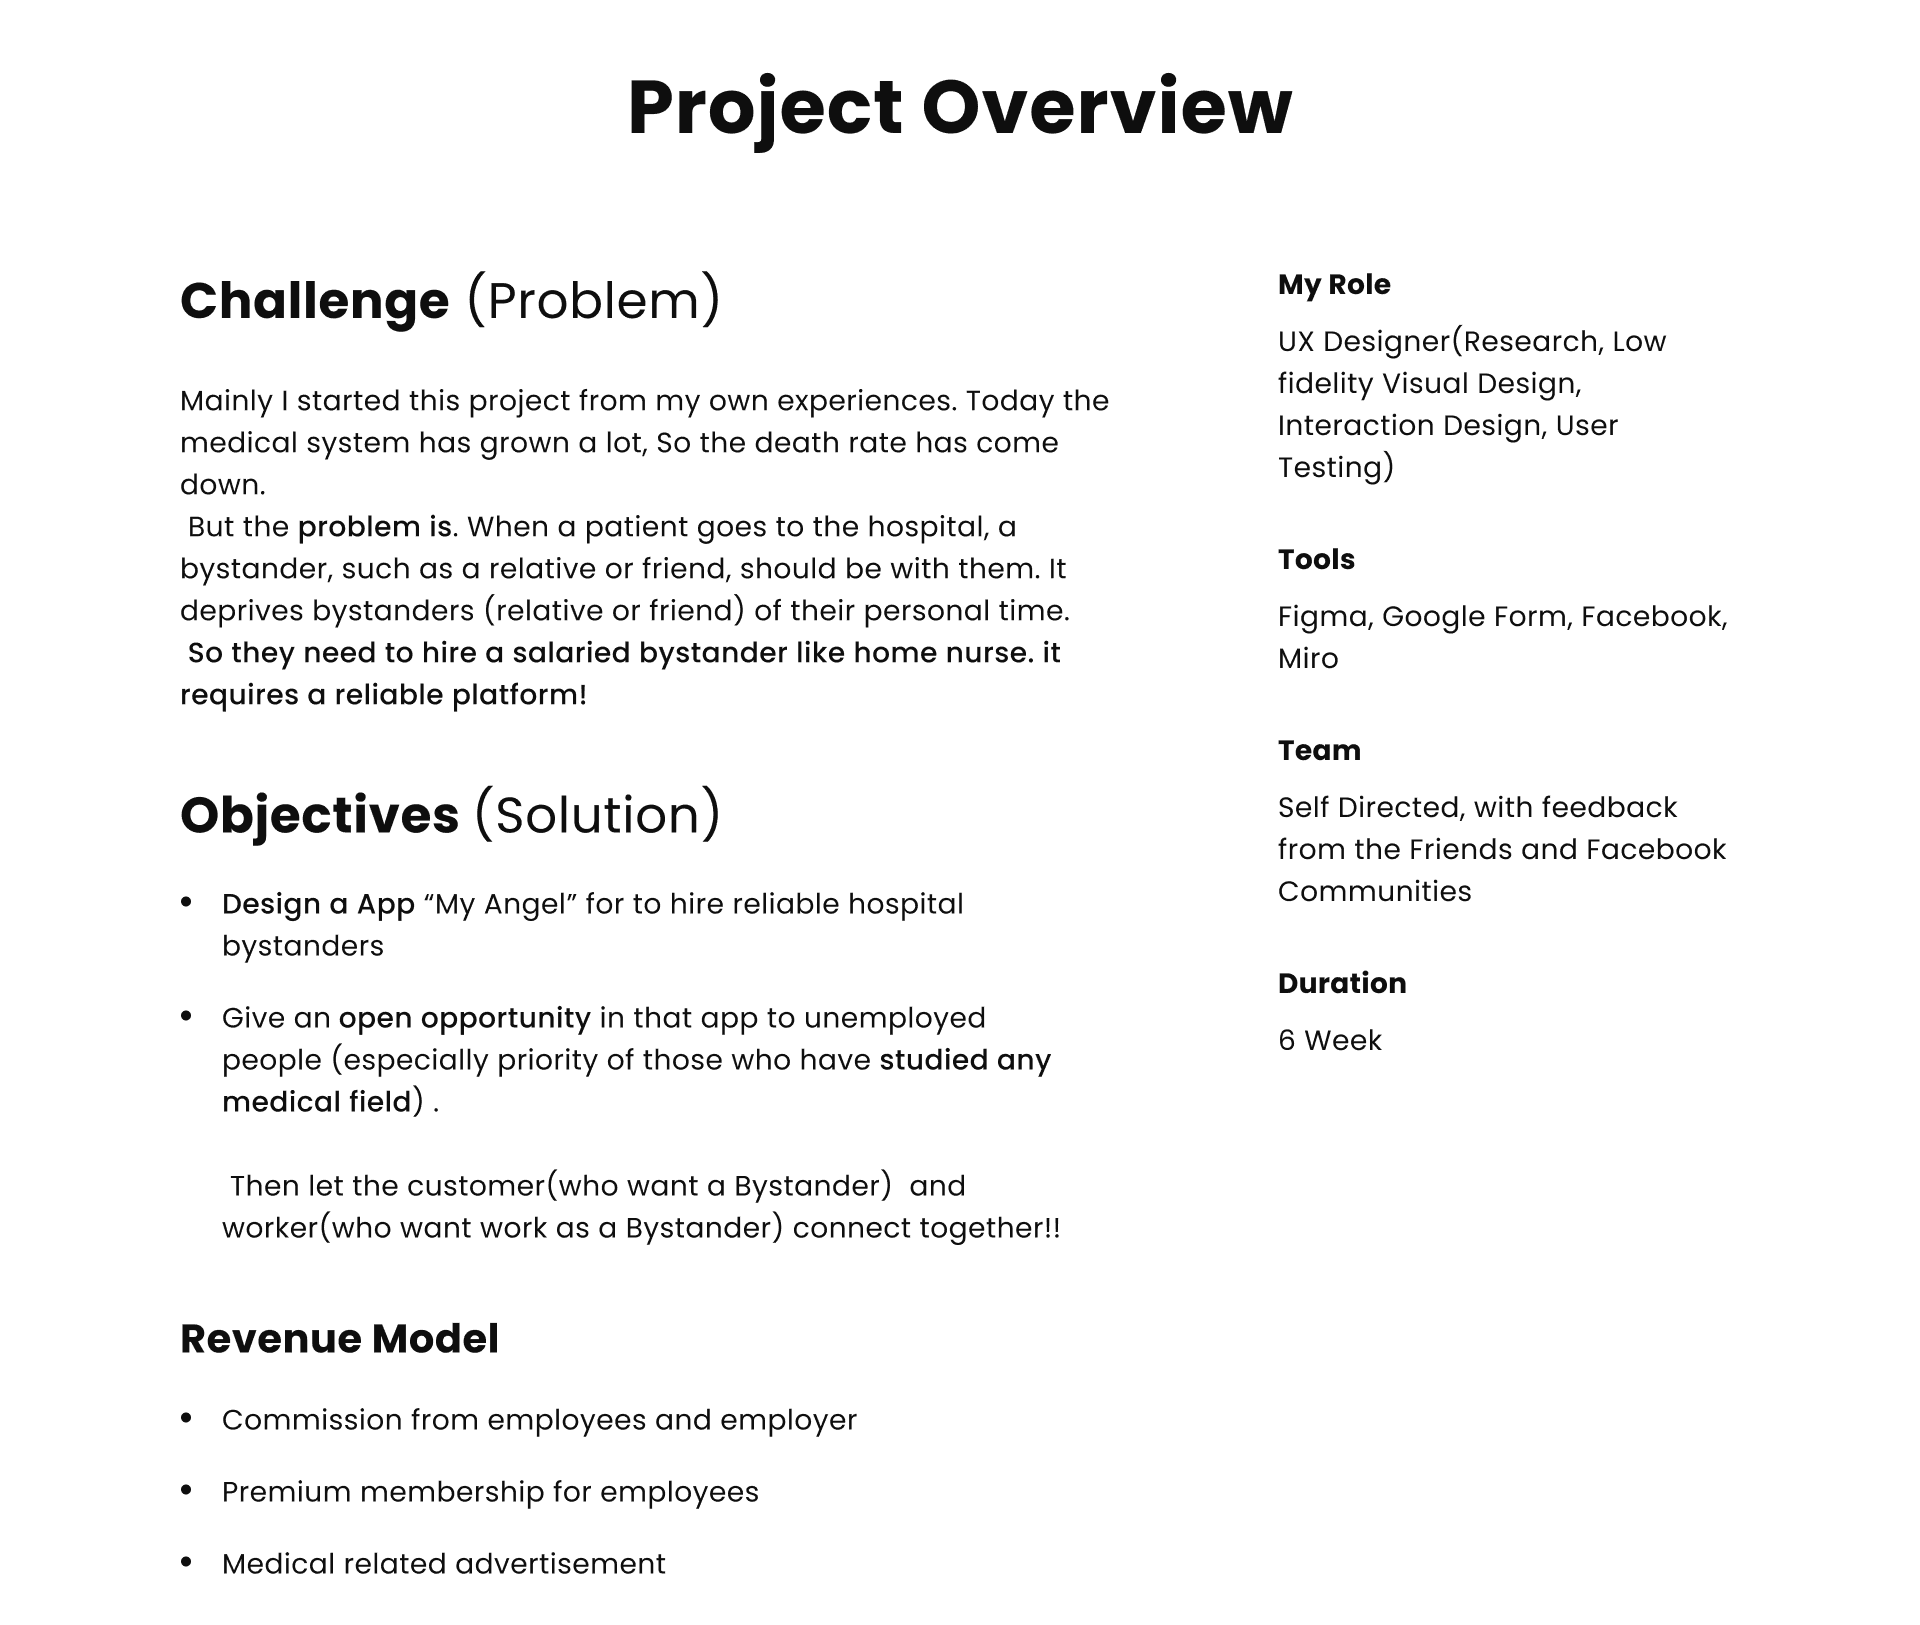 Project Overview
Challenge (Problem)
Mainly I started this project from my own experiences. Today the
medical system has grown a lot, So the death rate has come
down.
But the problem is. When a patient goes to the hospital, a
bystander, such as a relative or friend, should be with them. It
deprives bystanders (relative or friend) of their personal time.
So they need to hire a salaried bystander like home nurse. it
requires a reliable platform!
Objectives (Solution)
• Design a App “My Angel” for to hire reliable hospital
bystanders
• Give an open opportunity in that app to unemployed
people (especially priority of those who have studied any
medical field) .
Then let the customer(who want a Bystander)  and
worker(who want work as a Bystander) connect together!!
Revenue Model
• Commission from employees and employer
• Premium membership for employees
• Medical related advertisement
My Role
UX Designer(Research, Low
fidelity Visual Design,
Interaction Design, User
Testing)
Tools
Figma, Google Form, Facebook,
Miro
Team
Self Directed, with feedback
from the Friends and Facebook
Communities
Duration
6 Week